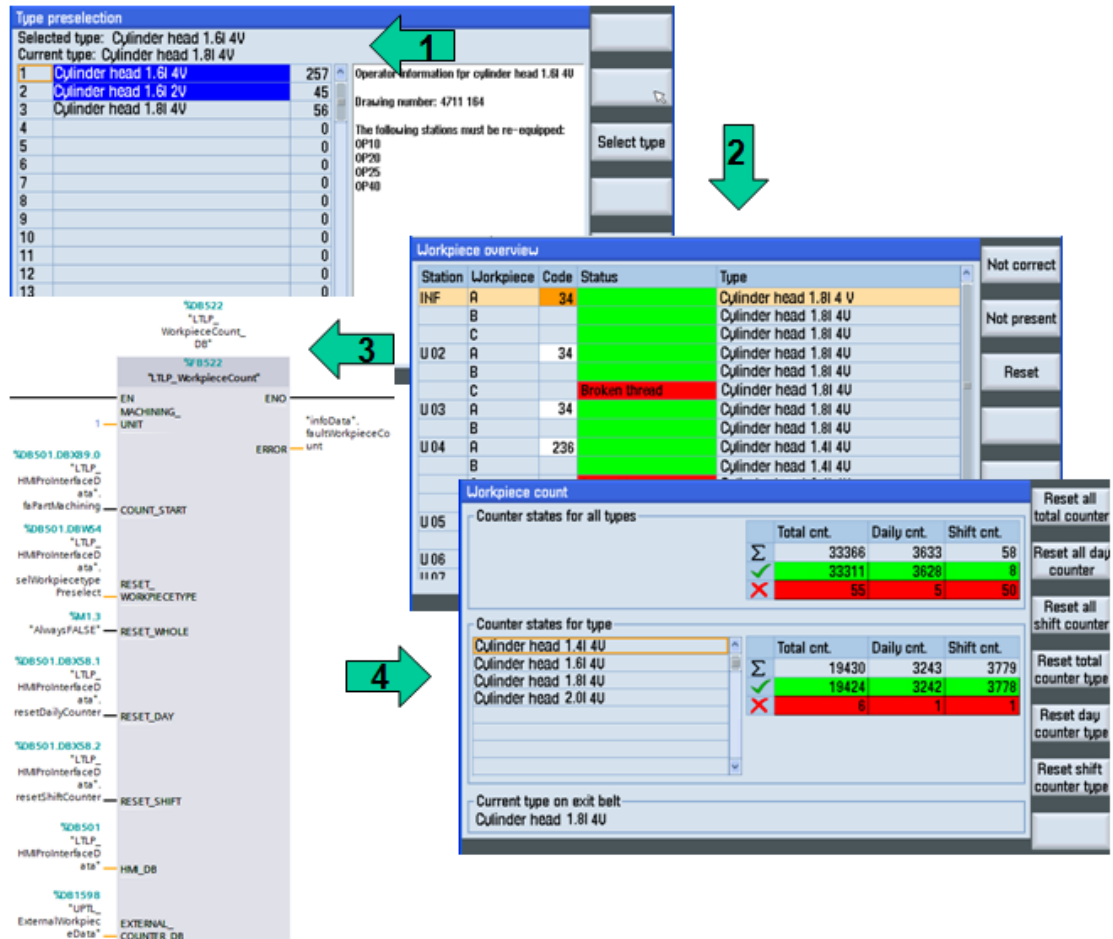 Type preselection
Selected type: Cylinder head 1.6l 4V
Current type: Cylinder head 1.8l 4V
1 Cylinder head 1.6l 4V 257
2 Cylinder head 1.6l 2V 45
3 Cylinder head 1.8l 4V 56
4 0
5 0
6 0
7 0
8 0
9 0
10 0
11 0
12 0
13 0
Operator information for cylinder head 1.6l 4V
Drawing number: 4711 164
The following stations must be re-equipped:
OP10
OP20
OP25
OP40
Select type
1
2
Workpiece overview
Station Workpiece Code Status Type
INF A 34 Cylinder head 1.8l 4 V
B Cylinder head 1.8l 4V
C Cylinder head 1.8l 4V
U 02 A 34 Cylinder head 1.8l 4V
B Cylinder head 1.8l 4V
C Broken thread Cylinder head 1.8l 4V
U 03 A 34 Cylinder head 1.8l 4V
B Cylinder head 1.8l 4V
C Cylinder head 1.8l 4V
U 04 A 236 Cylinder head 1.4l 4V
B Cylinder head 1.4l 4V
U 05
U 06
U 07
Not correct
Not present
Reset
3
%DB522
"LTLP_
WorkpieceCount_
DB"
%FB522
"LTLP_WorkpieceCount"
EN ENO
1 MACHINING_
UNIT
ERROR
"infoData".
faultWorkpieceCo
unt
%DB501.DBX89.0
"LTLP_
HMIProInterfaceD
ata".
faPartMachining COUNT_START
%DB501.DBW54
"LTLP_
HMIProInterfaceD
ata".
selWorkpiecetype
Preselect
RESET_
WORKPIECETYPE
%M1.3
"AlwaysFALSE" RESET_WHOLE
%DB501.DBX58.1
"LTLP_
HMIProInterfaceD
ata".
resetDailyCounter RESET_DAY
%DB501.DBX58.2
"LTLP_
HMIProInterfaceD
ata".
resetShiftCounter RESET_SHIFT
%DB501
"LTLP_
HMIProInterfaceD
ata" HMI_DB
%DB1598
"UPTL_
ExternalWorkpiec
eData"
EXTERNAL_
COUNTER_DB
4
Workpiece count
Counter states for all types
Total cnt. Daily cnt. Shift cnt.
Σ 33366 3633 58
33311 3628 8
55 5 50
Counter states for type
Cylinder head 1.4l 4V
Cylinder head 1.6l 4V
Cylinder head 1.8l 4V
Cylinder head 2.0l 4V
Total cnt. Daily cnt. Shift cnt.
Σ 19430 3243 3779
19424 3242 3778
6 1 1
Current type on exit belt
Cylinder head 1.8l 4V
Reset all
total counter
Reset all day
counter
Reset all
shift counter
Reset total
counter type
Reset day
counter type
Reset shift
counter type